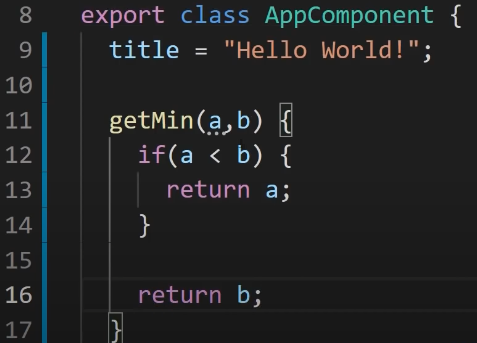 8 export class AppComponent {
9 title = "Hello World!";
10
11 getMin(a,b) {
12 if(a < b) {
13 return a;
14 }
15
16 return b;
17 }